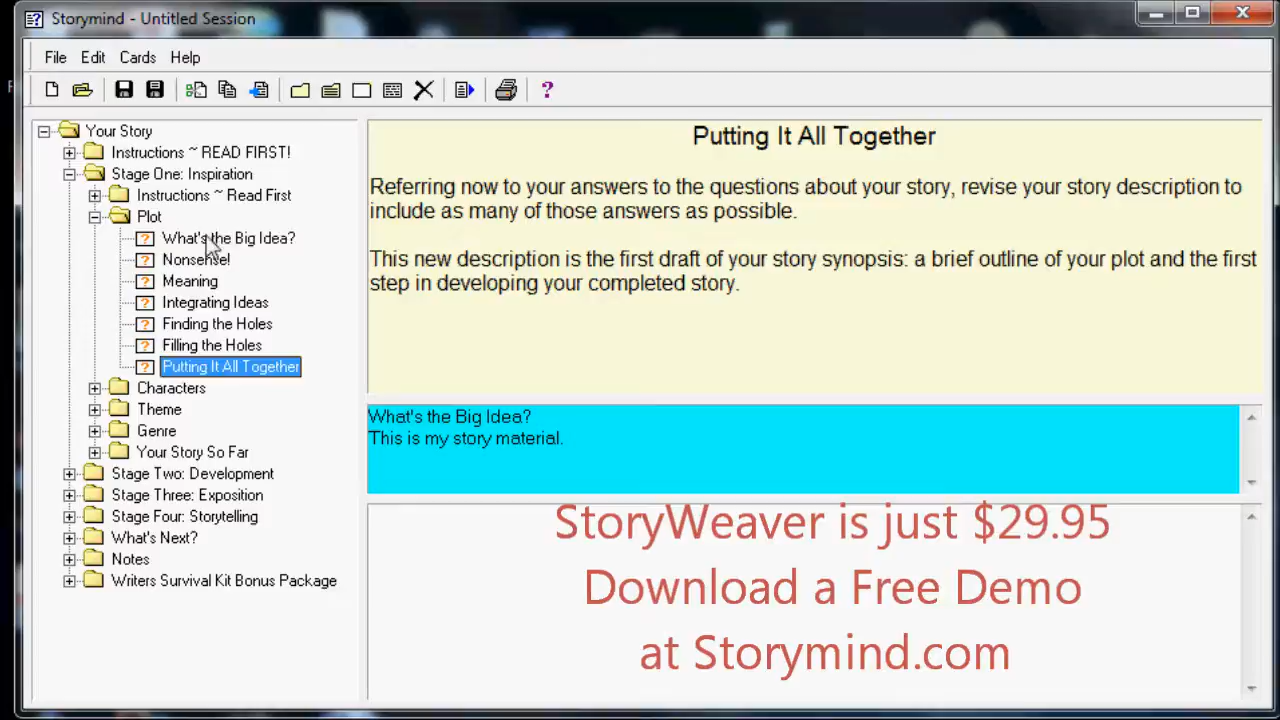 Storymind - Untitled Session
File Edit Cards Help
?
Your Story
Instructions ~ READ FIRST!
Stage One: Inspiration
Instructions ~ Read First
Plot
What's the Big Idea?
Nonsense!
Meaning
Integrating Ideas
Finding the Holes
Filling the Holes
Putting It All Together
Characters
Theme
Genre
Your Story So Far
Stage Two: Development
Stage Three: Exposition
Stage Four: Storytelling
What's Next?
Notes
Writers Survival Kit Bonus Package
Putting It All Together
Referring now to your answers to the questions about your story, revise your story description to
include as many of those answers as possible.
This new description is the first draft of your story synopsis: a brief outline of your plot and the first
step in developing your completed story.
What's the Big Idea?
This is my story material.
StoryWeaver is just $29.95
Download a Free Demo
at Storymind.com